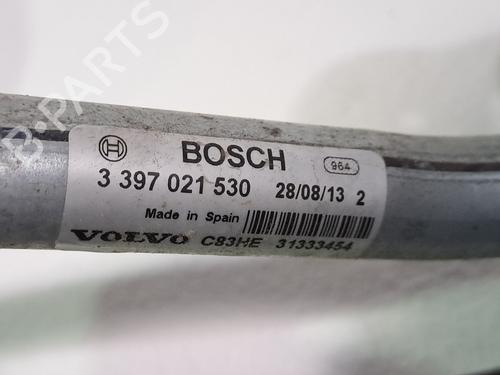 B-PARTS
BOSCH 964
3 397 021 530 28/08/13 2
Made in Spain
VOLVO C83HE 31333454